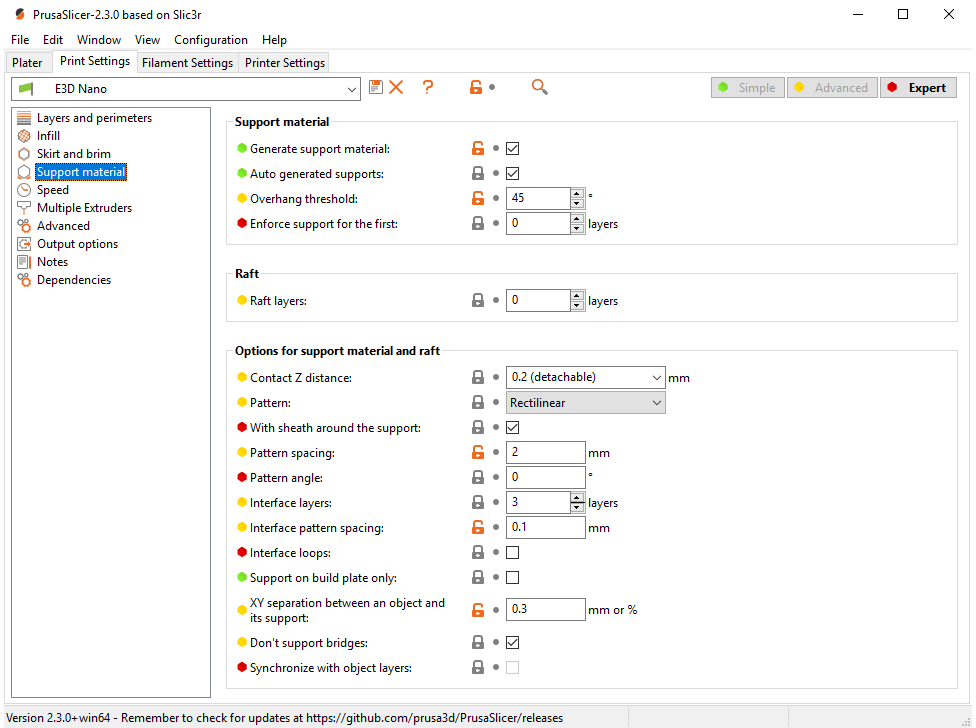 PrusaSlicer-2.3.0 based on Slic3r
File Edit Window View Configuration Help
Plater Print Settings Filament Settings Printer Settings
E3D Nano ? Simple Advanced Expert
Layers and perimeters
Infill
Skirt and brim
Support material
Speed
Multiple Extruders
Advanced
Output options
Notes
Dependencies
Support material
Generate support material:
Auto generated supports:
Overhang threshold: 45 °
Enforce support for the first: 0 layers
Raft
Raft layers: 0 layers
Options for support material and raft
Contact Z distance: 0.2 (detachable) mm
Pattern: Rectilinear
With sheath around the support:
Pattern spacing: 2 mm
Pattern angle: 0 °
Interface layers: 3 layers
Interface pattern spacing: 0.1 mm
Interface loops:
Support on build plate only:
XY separation between an object and
its support: 0.3 mm or %
Don't support bridges:
Synchronize with object layers:
Version 2.3.0+win64 - Remember to check for updates at https://github.com/prusa3d/PrusaSlicer/releases